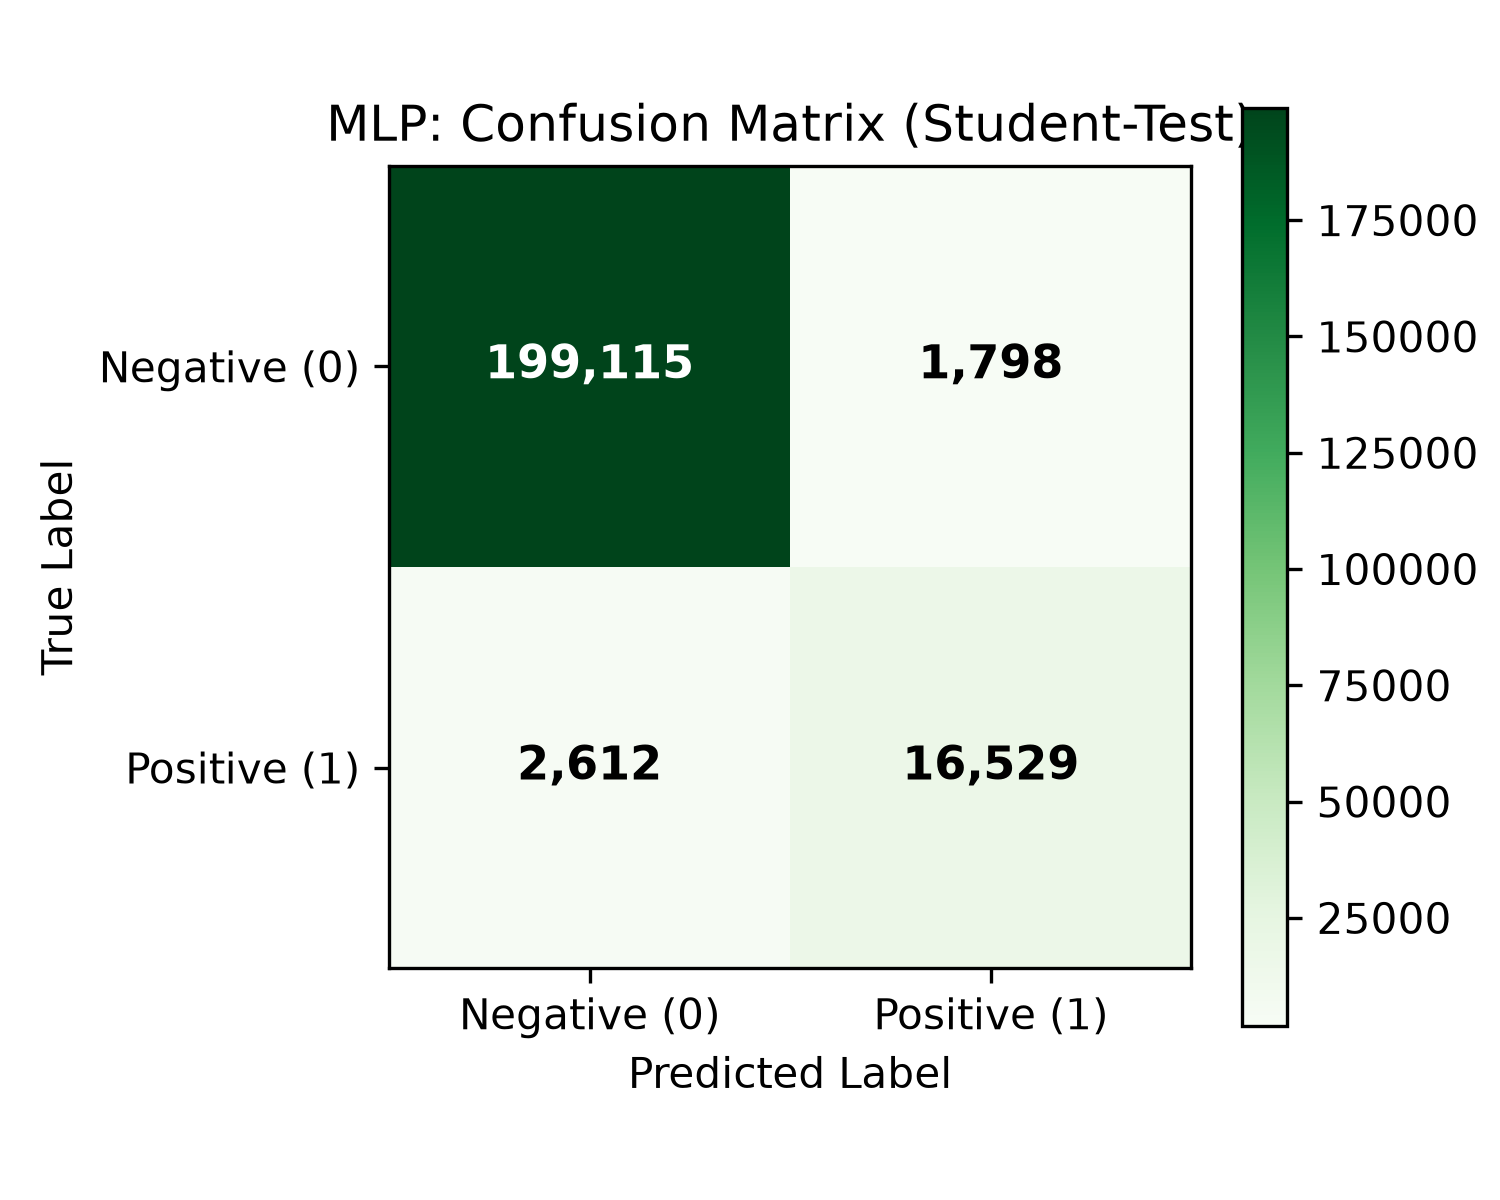 MLP: Confusion Matrix (Student-Test)
175000
150000
125000
100000
75000
50000
25000
True Label
Negative (0)
199,115 1,798
Positive (1)
2,612 16,529
Negative (0) Positive (1)
Predicted Label